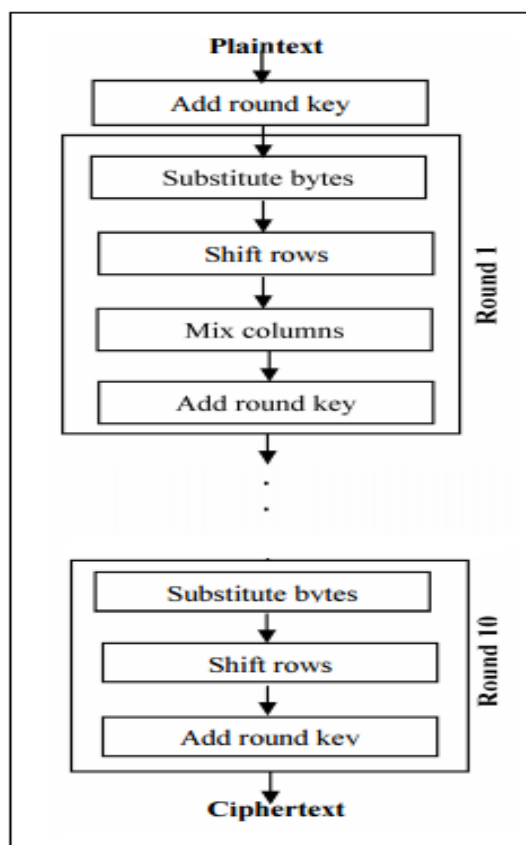 Plaintext
Add round key
Substitute bytes
Shift rows
Mix columns
Add round key
Round 1
Substitute bytes
Shift rows
Add round key
Round 10
Ciphertext